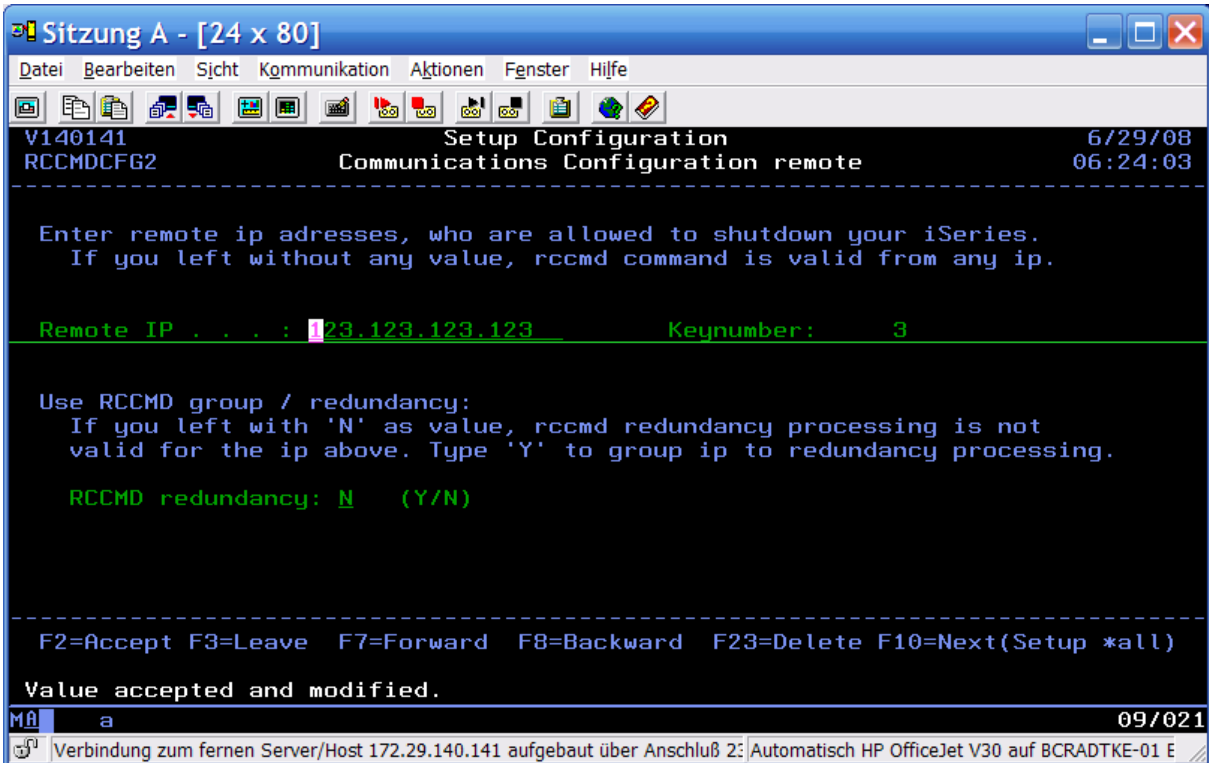 Sitzung A - [24 x 80]
Datei Bearbeiten Sicht Kommunikation Aktionen Fenster Hilfe
V140141 Setup Configuration 6/29/08
RCCMDCFG2 Communications Configuration remote 06:24:03
Enter remote ip adresses, who are allowed to shutdown your iSeries.
If you left without any value, rccmd command is valid from any ip.
Remote IP . . . : 123.123.123.123 Keynumber: 3
Use RCCMD group / redundancy:
If you left with 'N' as value, rccmd redundancy processing is not
valid for the ip above. Type 'Y' to group ip to redundancy processing.
RCCMD redundancy: N (Y/N)
F2=Accept F3=Leave F7=Forward F8=Backward F23=Delete F10=Next(Setup *all)
Value accepted and modified.
MA a 09/021
Verbindung zum fernen Server/Host 172.29.140.141 aufgebaut über Anschluß 23 Automatisch HP OfficeJet V30 auf BCRADTKE-01 E